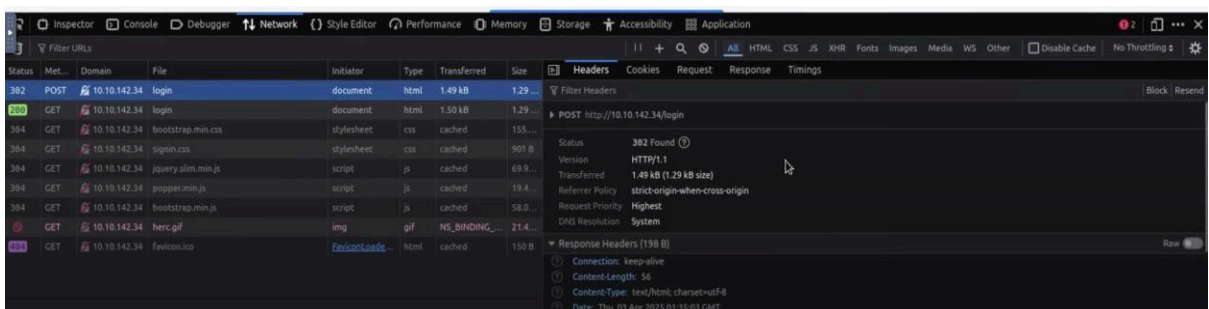 Inspector Console Debugger Network {} Style Editor Performance Memory Storage Accessibility Application 2
Filter URLs All HTML CSS JS XHR Fonts Images Media WS Other Disable Cache No Throttling
Status Met... Domain File Initiator Type Transferred Size Headers Cookies Request Response Timings
302 POST 10.10.142.34 login document html 1.49 kB 1.29 ... Filter Headers Block Resend
200 GET 10.10.142.34 login document html 1.50 kB 1.29 ...
POST http://10.10.142.34/login
304 GET 10.10.142.34 bootstrap.min.css stylesheet css cached 155....
304 GET 10.10.142.34 signin.css stylesheet css cached 901 B
Status 302 Found
304 GET 10.10.142.34 jquery.slim.min.js script js cached 69.9...
Version HTTP/1.1
304 GET 10.10.142.34 popper.min.js script js cached 19.4...
Transferred 1.49 kB (1.29 kB size)
Referrer Policy strict-origin-when-cross-origin
304 GET 10.10.142.34 bootstrap.min.js script js cached 58.0...
Request Priority Highest
GET 10.10.142.34 herc.gif img gif NS_BINDING_... 21.4...
DNS Resolution System
404 GET 10.10.142.34 favicon.ico FaviconLoade... html cached 150 B
Response Headers (198 B) Raw
Connection: keep-alive
Content-Length: 56
Content-Type: text/html; charset=utf-8
Date: Thu, 03 Apr 2025 01:35:03 GMT